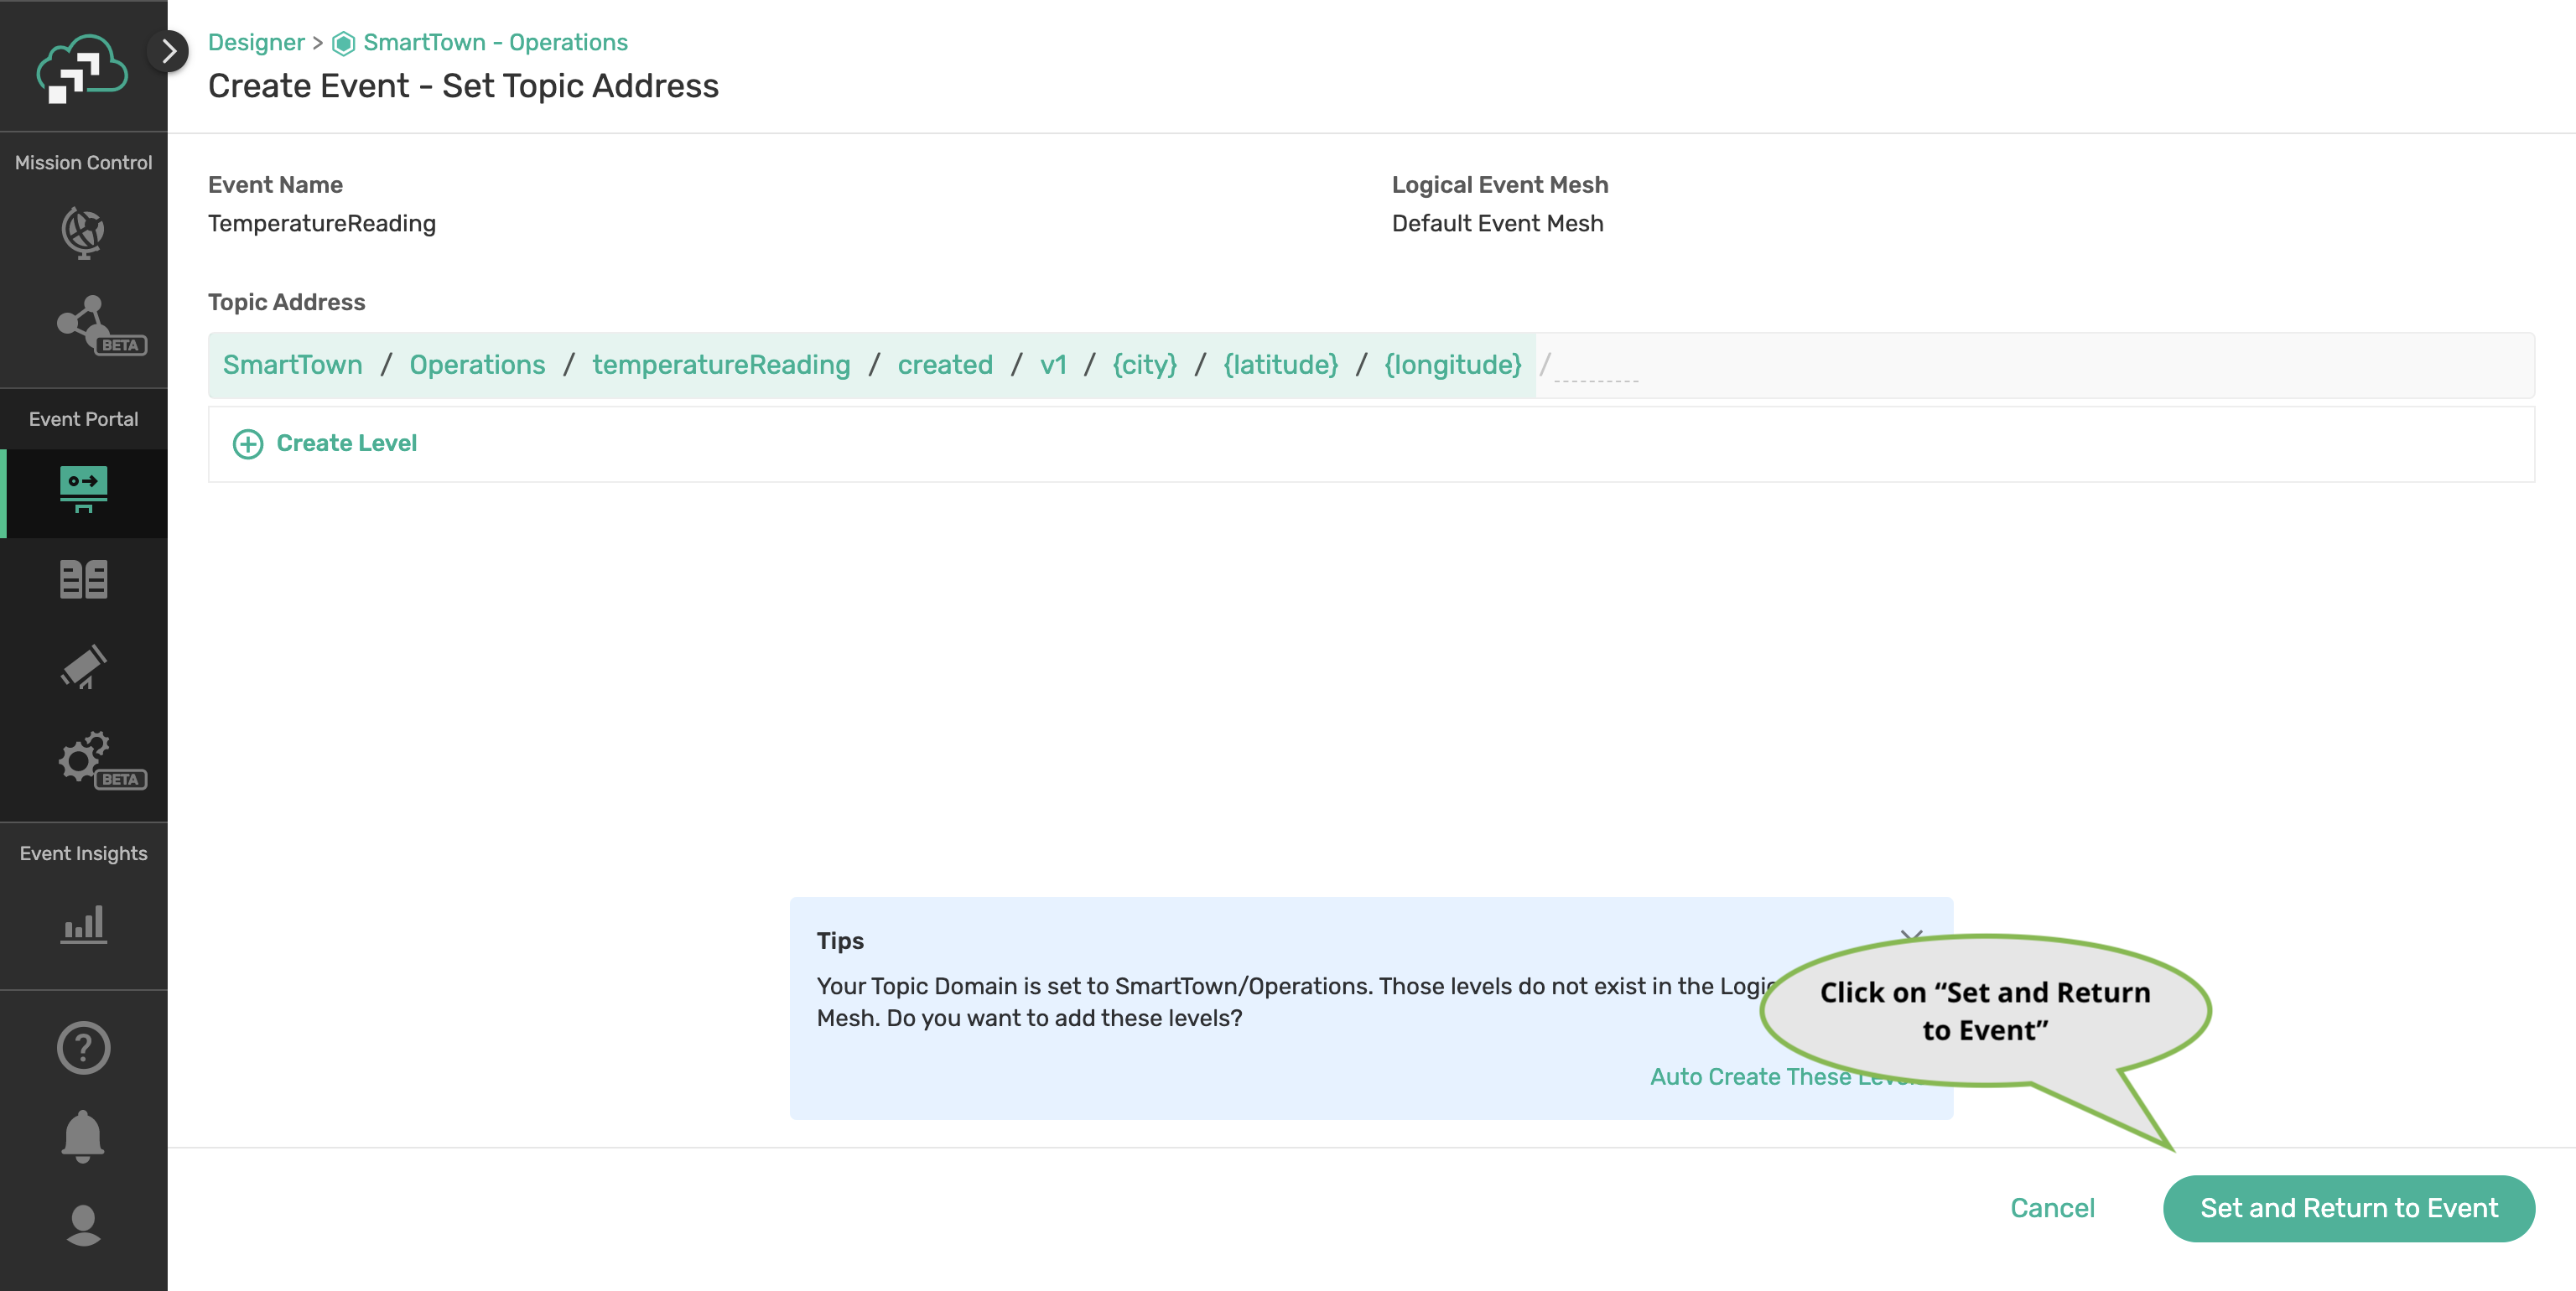 Designer > SmartTown - Operations
Create Event - Set Topic Address
Mission Control
BETA
Event Portal
BETA
Event Insights
Event Name
TemperatureReading
Logical Event Mesh
Default Event Mesh
Topic Address
SmartTown / Operations / temperatureReading / created / v1 / {city} / {latitude} / {longitude} /
Create Level
Tips
Your Topic Domain is set to SmartTown/Operations. Those levels do not exist in the
Mesh. Do you want to add these levels?
Auto Create These
Click on “Set and Return
to Event”
Cancel
Set and Return to Event